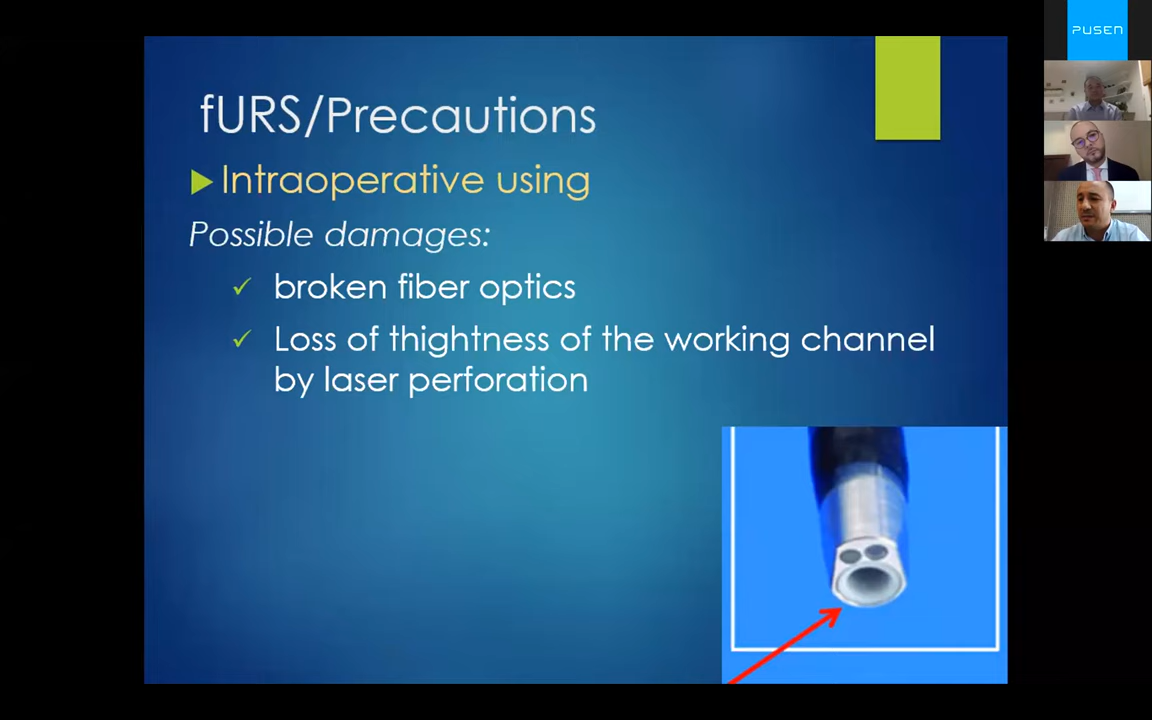 PUSEN
fURS/Precautions
Intraoperative using
Possible damages:
broken fiber optics
Loss of thightness of the working channel
by laser perforation